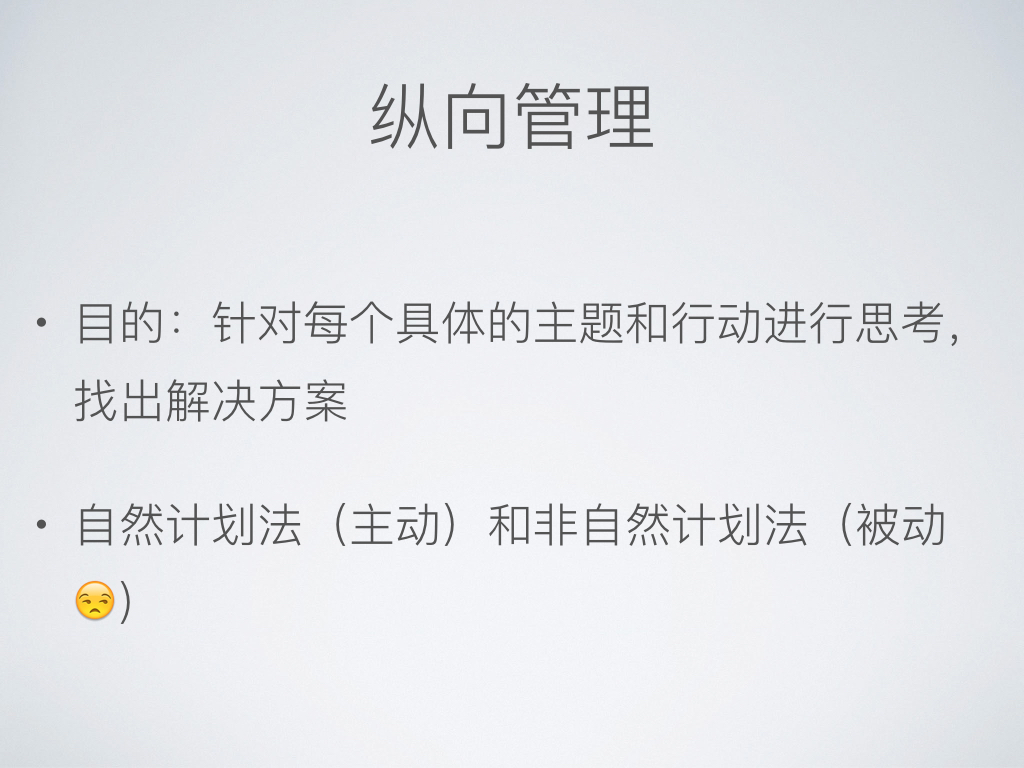 纵向管理
• 目的：针对每个具体的主题和行动进行思考，
找出解决方案
• 自然计划法（主动）和非自然计划法（被动
😒)